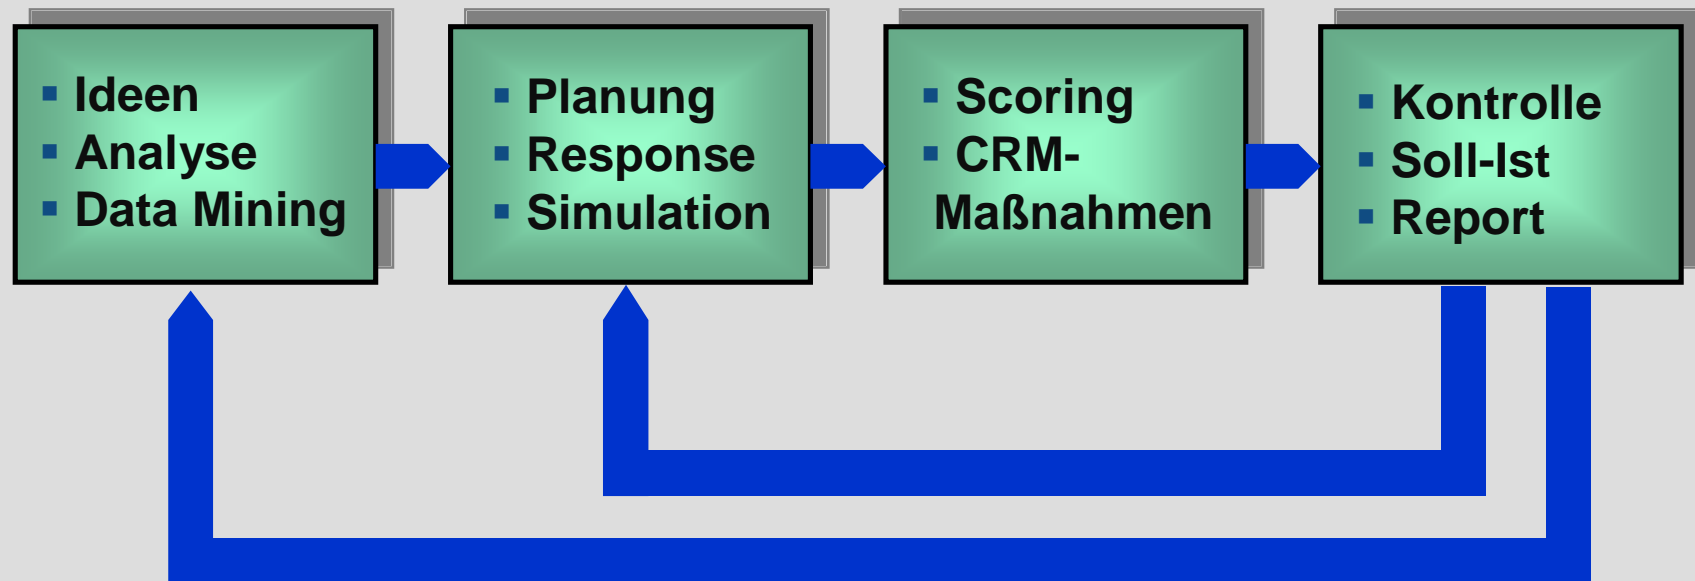 ▪ Ideen
▪ Analyse
▪ Data Mining
▪ Planung
▪ Response
▪ Simulation
▪ Scoring
▪ CRM-
Maßnahmen
▪ Kontrolle
▪ Soll-Ist
▪ Report